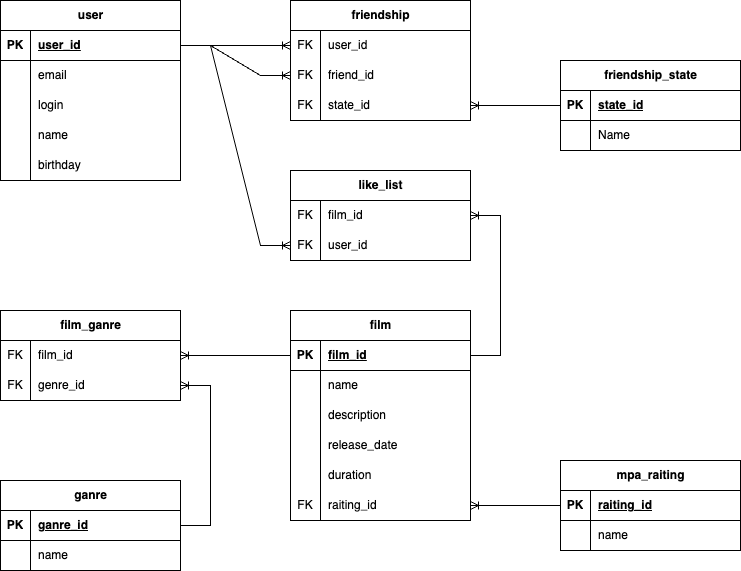 user
PK user_id
email
login
name
birthday
friendship
FK user_id
FK friend_id
FK state_id
friendship_state
PK state_id
Name
like_list
FK film_id
FK user_id
film_ganre
FK film_id
FK genre_id
film
PK film_id
name
description
release_date
duration
FK raiting_id
ganre
PK ganre_id
name
mpa_raiting
PK raiting_id
name